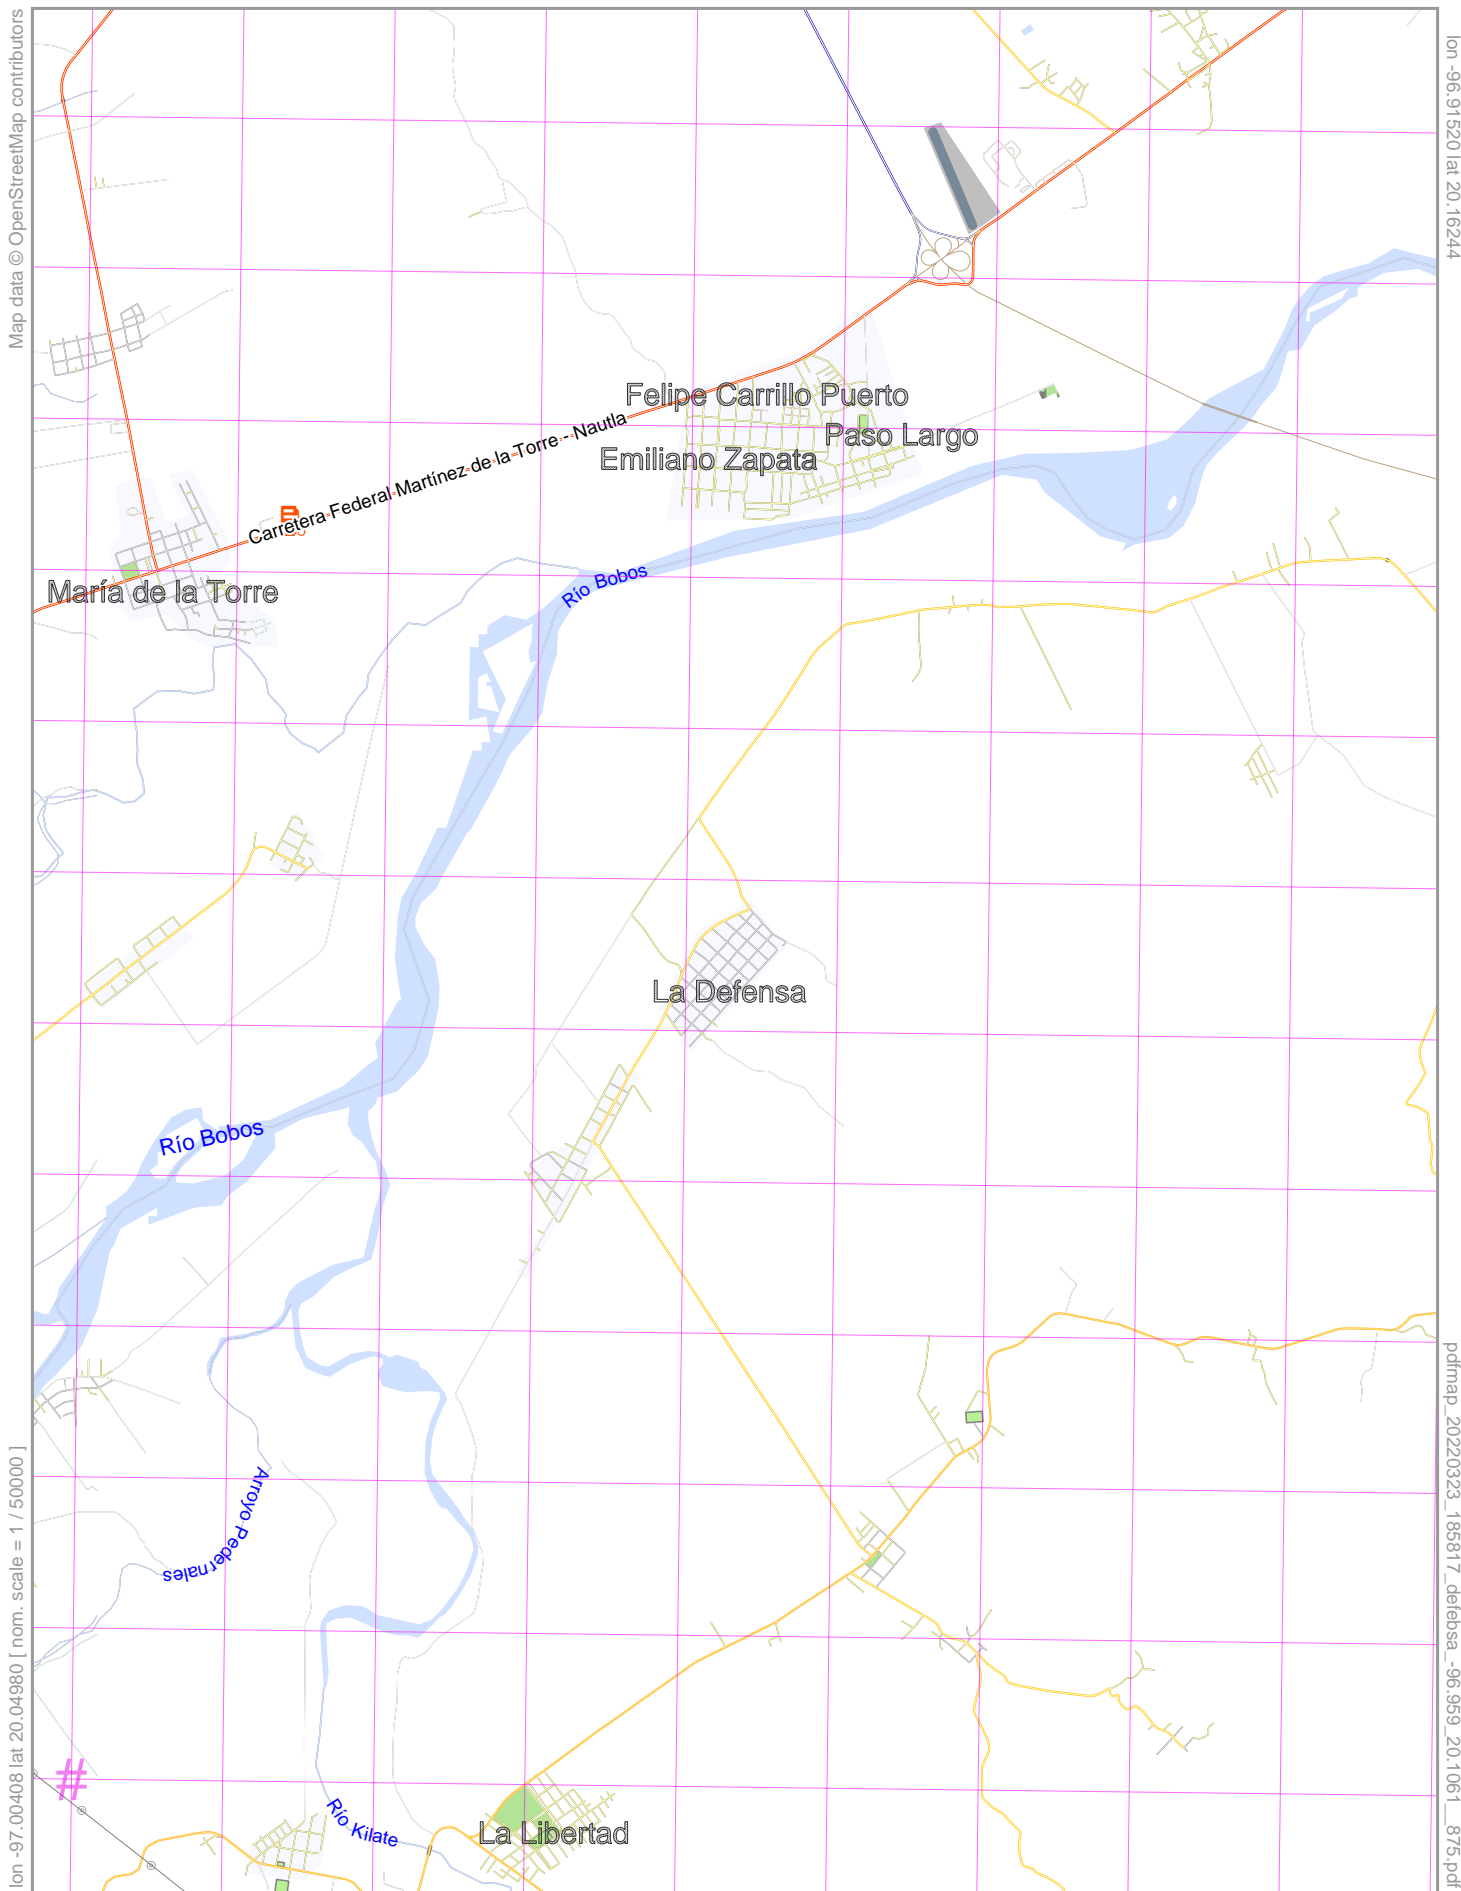 Map data © OpenStreetMap contributors
lon -96.91520 lat 20.16244
Felipe Carrillo Puerto
Carretera Federal Martínez de la Torre - Nautla
Paso Largo
Emiliano Zapata
María de la Torre
Río Bobos
La Defensa
Río Bobos
Arroyo Pedernales
#
Río Kilate
La Libertad
lon -97.00408 lat 20.04980 [ nom. scale = 1 / 50000 ]
pdfmap_20220323_185817_defebsa_-96.959_20.1061__875.pdf